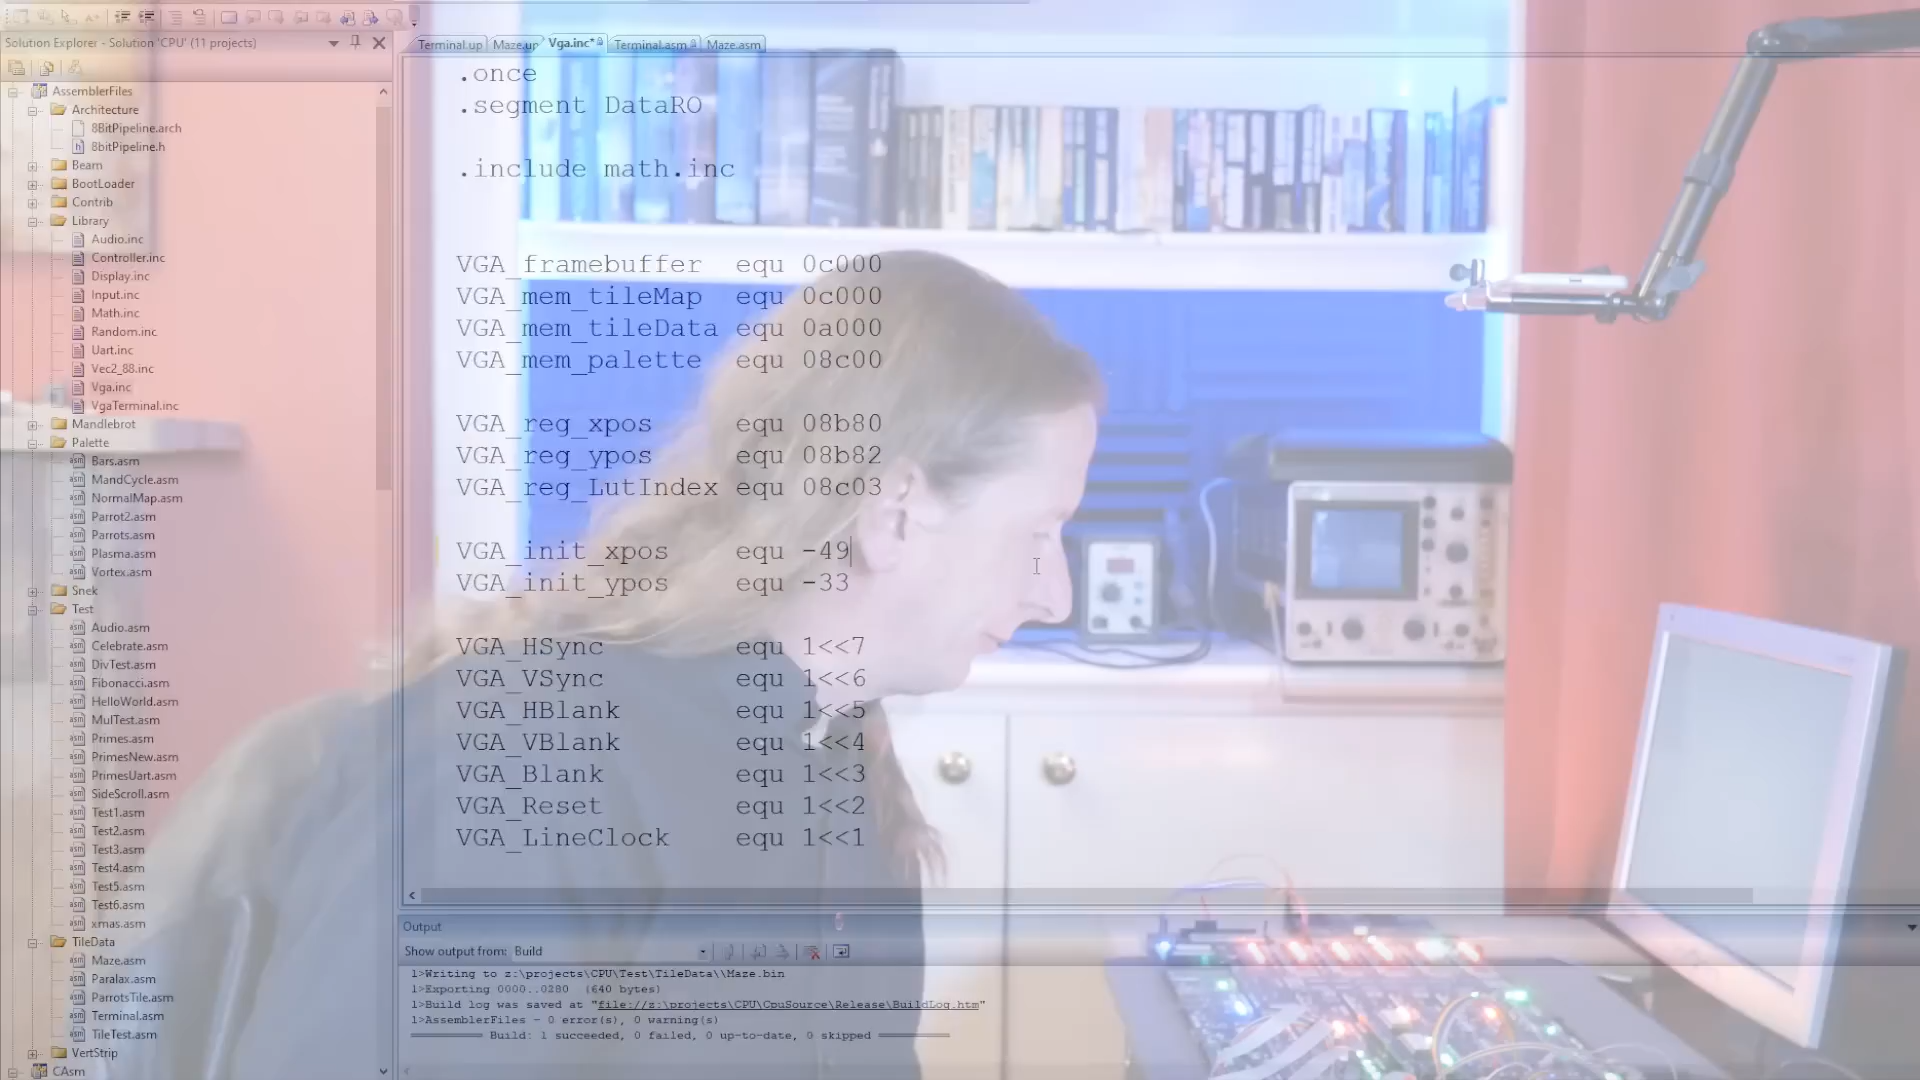 Solution Explorer - Solution 'CPU' (11 projects)
AssemblerFiles
Architecture
8BitPipeline.arch
8bitPipeline.h
Beam
BootLoader
Contrib
Library
Audio.inc
Controller.inc
Display.inc
Input.inc
Math.inc
Random.inc
Uart.inc
Vec2_88.inc
Vga.inc
VgaTerminal.inc
Mandlebrot
Palette
Bars.asm
MandCycle.asm
NormalMap.asm
Parrot2.asm
Parrots.asm
Plasma.asm
Vortex.asm
Snek
Test
Audio.asm
Celebrate.asm
DivTest.asm
Fibonacci.asm
HelloWorld.asm
MulTest.asm
Primes.asm
PrimesNew.asm
PrimesUart.asm
SideScroll.asm
Test1.asm
Test2.asm
Test3.asm
Test4.asm
Test5.asm
Test6.asm
xmas.asm
TileData
Maze.asm
Paralax.asm
ParrotsTile.asm
Terminal.asm
TileTest.asm
VertStrip
CAsm
Terminal.up Maze.up Vga.inc* Terminal.asm Maze.asm
.once
.segment DataRO
.include math.inc
VGA_framebuffer equ 0c000
VGA_mem_tileMap equ 0c000
VGA_mem_tileData equ 0a000
VGA_mem_palette equ 08c00
VGA_reg_xpos equ 08b80
VGA_reg_ypos equ 08b82
VGA_reg_LutIndex equ 08c03
VGA_init_xpos equ -49
VGA_init_ypos equ -33
VGA_HSync equ 1<<7
VGA_VSync equ 1<<6
VGA_HBlank equ 1<<5
VGA_VBlank equ 1<<4
VGA_Blank equ 1<<3
VGA_Reset equ 1<<2
VGA_LineClock equ 1<<1
Output
Show output from: Build
1>Writing to z:\projects\CPU\Test\TileData\\Maze.bin
1>Exporting 0000..0280 (640 bytes)
1>Build log was saved at "file://z:\projects\CPU\CpuSource\Release\BuildLog.htm"
1>AssemblerFiles - 0 error(s), 0 warning(s)
========== Build: 1 succeeded, 0 failed, 0 up-to-date, 0 skipped ==========